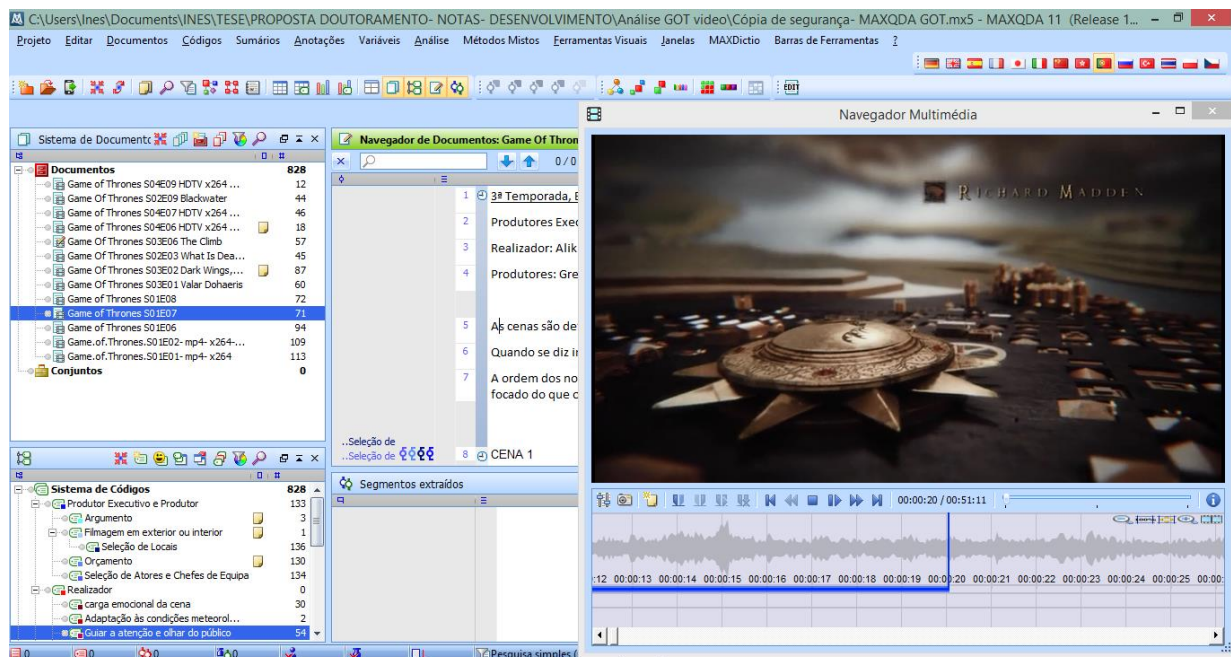 C:\Users\Ines\Documents\INES\TESE\PROPOSTA DOUTORAMENTO- NOTAS- DESENVOLVIMENTO\Análise GOT video\Cópia de segurança- MAXQDA GOT.mx5 - MAXQDA 11 (Release 1...
Projeto Editar Documentos Códigos Sumários Anotações Variáveis Análise Métodos Mistos Ferramentas Visuais Janelas MAXDictio Barras de Ferramentas ?
EDIT
Sistema de Documentc
Documentos 828
Game of Thrones S04E09 HDTV x264 ... 12
Game Of Thrones S02E09 Blackwater 44
Game of Thrones S04E07 HDTV x264 ... 46
Game of Thrones S04E06 HDTV x264 ... 18
Game Of Thrones S03E06 The Climb 57
Game Of Thrones S02E03 What Is Dea... 45
Game Of Thrones S03E02 Dark Wings,... 87
Game Of Thrones S03E01 Valar Dohaeris 60
Game of Thrones S01E08 72
Game of Thrones S01E07 71
Game of Thrones S01E06 94
Game.of.Thrones.S01E02- mp4- x264-... 109
Game.of.Thrones.S01E01- mp4- x264 113
Conjuntos 0
Sistema de Códigos 828
Produtor Executivo e Produtor 133
Argumento 3
Filmagem em exterior ou interior 1
Seleção de Locais 136
Orçamento 130
Seleção de Atores e Chefes de Equipa 134
Realizador 0
carga emocional da cena 30
Adaptação às condições meteorol... 2
Guiar a atenção e olhar do público 54
Navegador de Documentos: Game Of Thron
0 / 0
1 3ª Temporada, E
2 Produtores Exec
3 Realizador: Alik
4 Produtores: Gre
5 As cenas são de
6 Quando se diz i
7 A ordem dos no
focado do que o
..Seleção de
..Seleção de 8 CENA 1
Segmentos extraídos
Navegador Multimédia
RICHARD MADDEN
00:00:20 / 00:51:11
:12 00:00:13 00:00:14 00:00:15 00:00:16 00:00:17 00:00:18 00:00:19 00:00:20 00:00:21 00:00:22 00:00:23 00:00:24 00:00:25 00:00:
0 0 0 0 Pesquisa simples (